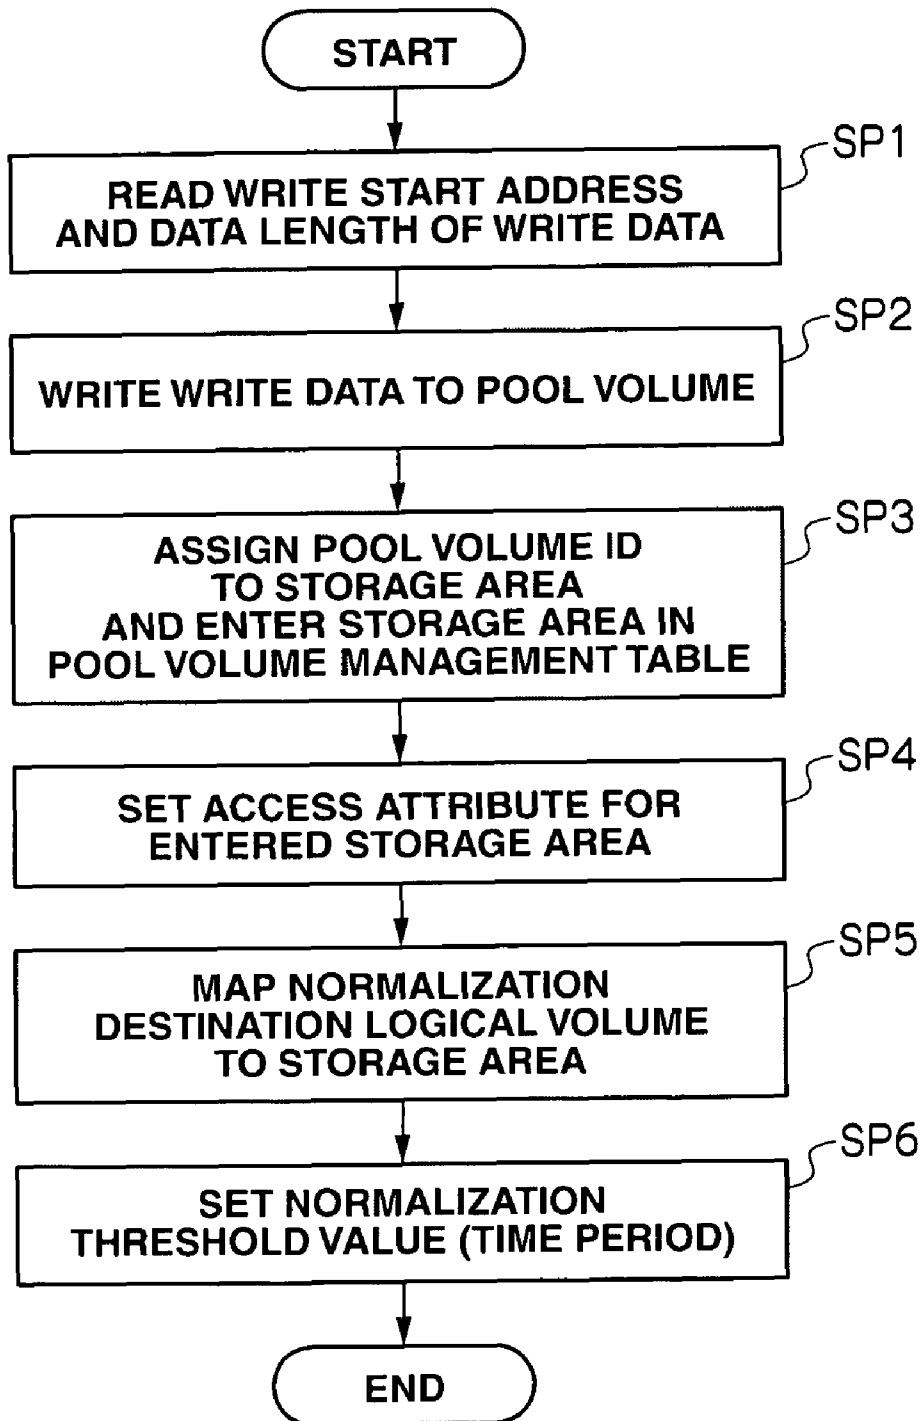 START
SP1
READ WRITE START ADDRESS
AND DATA LENGTH OF WRITE DATA
SP2
WRITE WRITE DATA TO POOL VOLUME
SP3
ASSIGN POOL VOLUME ID
TO STORAGE AREA
AND ENTER STORAGE AREA IN
POOL VOLUME MANAGEMENT TABLE
SP4
SET ACCESS ATTRIBUTE FOR
ENTERED STORAGE AREA
SP5
MAP NORMALIZATION
DESTINATION LOGICAL VOLUME
TO STORAGE AREA
SP6
SET NORMALIZATION
THRESHOLD VALUE (TIME PERIOD)
END